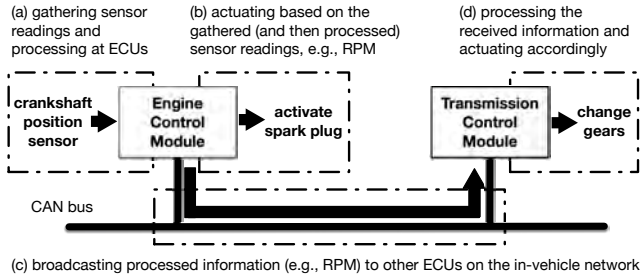 (a) gathering sensor
readings and
processing at ECUs
(b) actuating based on the
gathered (and then processed)
sensor readings, e.g., RPM
(d) processing the
received information and
actuating accordingly
crankshaft
position
sensor
Engine
Control
Module
activate
spark plug
Transmission
Control
Module
change
gears
CAN bus
(c) broadcasting processed information (e.g., RPM) to other ECUs on the in-vehicle network